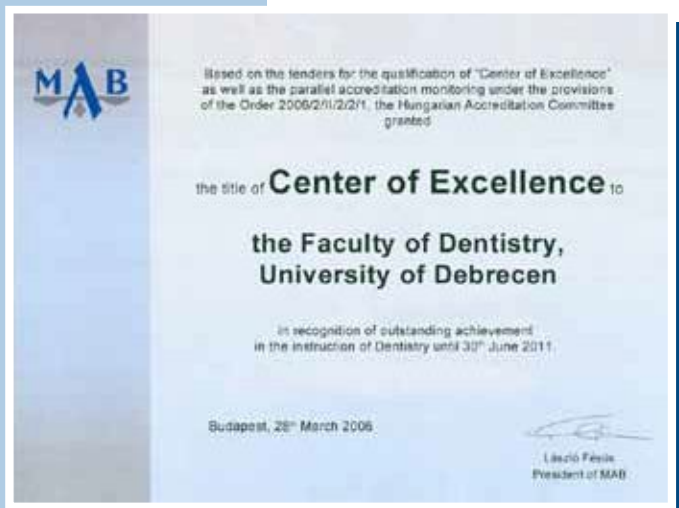 MAB
Based on the tenders for the qualification of "Center of Excellence"
as well as the parallel accreditation monitoring under the provisions
of the Order 2006/2/II/2/2/1, the Hungarian Accreditation Committee
granted
the title of Center of Excellence to
the Faculty of Dentistry,
University of Debrecen
in recognition of outstanding achievement
in the instruction of Dentistry until 30th June 2011.
Budapest, 28th March 2006
László Fésüs
President of MAB